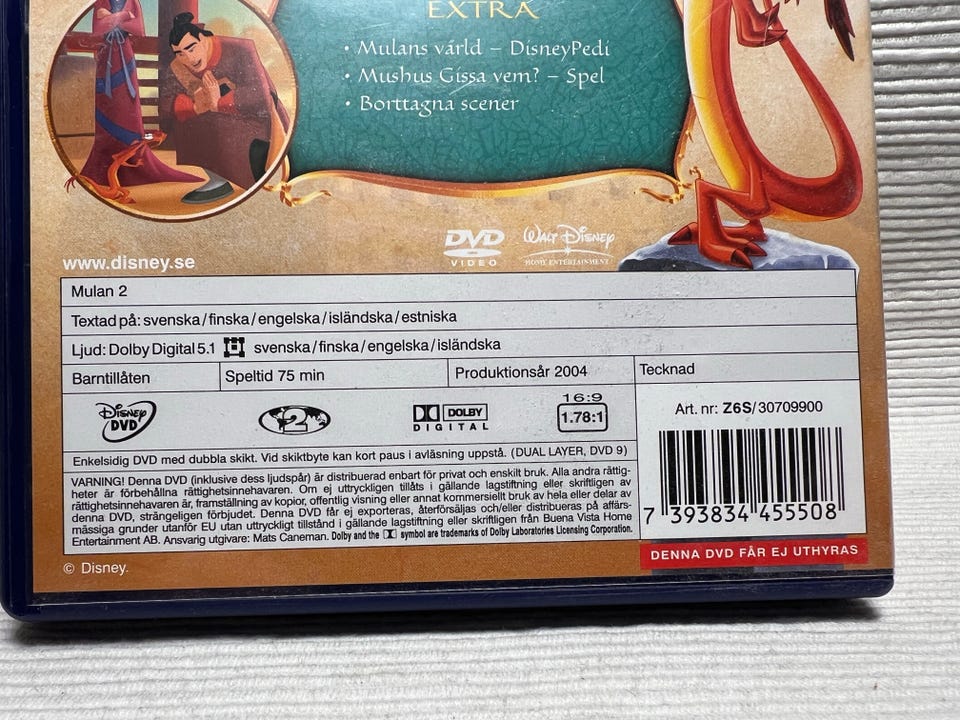 EXTRA
• Mulans värld – DisneyPedi
• Mushus Gissa vem? – Spel
• Borttagna scener
DVD VIDEO
WALT DISNEY HOME ENTERTAINMENT
www.disney.se
Mulan 2
Textad på: svenska/finska/engelska/isländska/estniska
Ljud: Dolby Digital 5.1 svenska/finska/engelska/isländska
Barntillåten
Speltid 75 min
Produktionsår 2004
Tecknad
Disney DVD
2
DOLBY DIGITAL
16:9
1.78:1
Art. nr: Z6S/30709900
Enkelsidig DVD med dubbla skikt. Vid skiktbyte kan kort paus i avläsning uppstå. (DUAL LAYER, DVD 9)
VARNING! Denna DVD (inklusive dess ljudspår) är distribuerad enbart för privat och enskilt bruk. Alla andra rättig-
heter är förbehållna rättighetsinnehavaren. Om ej uttryckligen tillåts i gällande lagstiftning eller skriftligen av
rättighetsinnehavaren är, framställning av kopior, offentlig visning eller annat kommersiellt bruk av hela eller delar av
denna DVD, strängeligen förbjudet. Denna DVD får ej exporteras, återförsäljas och/eller distribueras på affärs-
mässiga grunder utanför EU utan uttryckligt tillstånd i gällande lagstiftning eller skriftligen från Buena Vista Home
Entertainment AB. Ansvarig utgivare: Mats Caneman. Dolby and the symbol are trademarks of Dolby Laboratories Licensing Corporation.
7 393834 455508
DENNA DVD FÅR EJ UTHYRAS
© Disney.